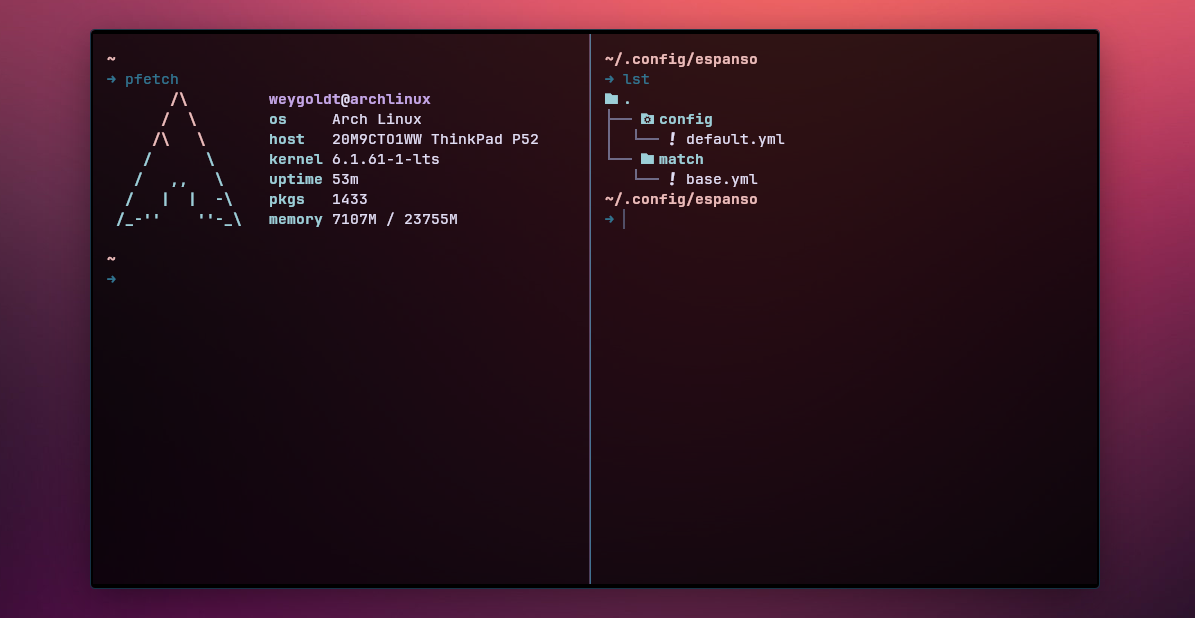 ~
→ pfetch
       /\        weygoldt@archlinux
      /  \       os     Arch Linux
     /\   \      host   20M9CTO1WW ThinkPad P52
    /      \     kernel 6.1.61-1-lts
   /   ,,   \    uptime 53m
  /   |  |  -\   pkgs   1433
 /_-''    ''-_\  memory 7107M / 23755M
~
→
~/.config/espanso
→ lst
.
├── config
│  └── ! default.yml
└── match
   └── ! base.yml
~/.config/espanso
→